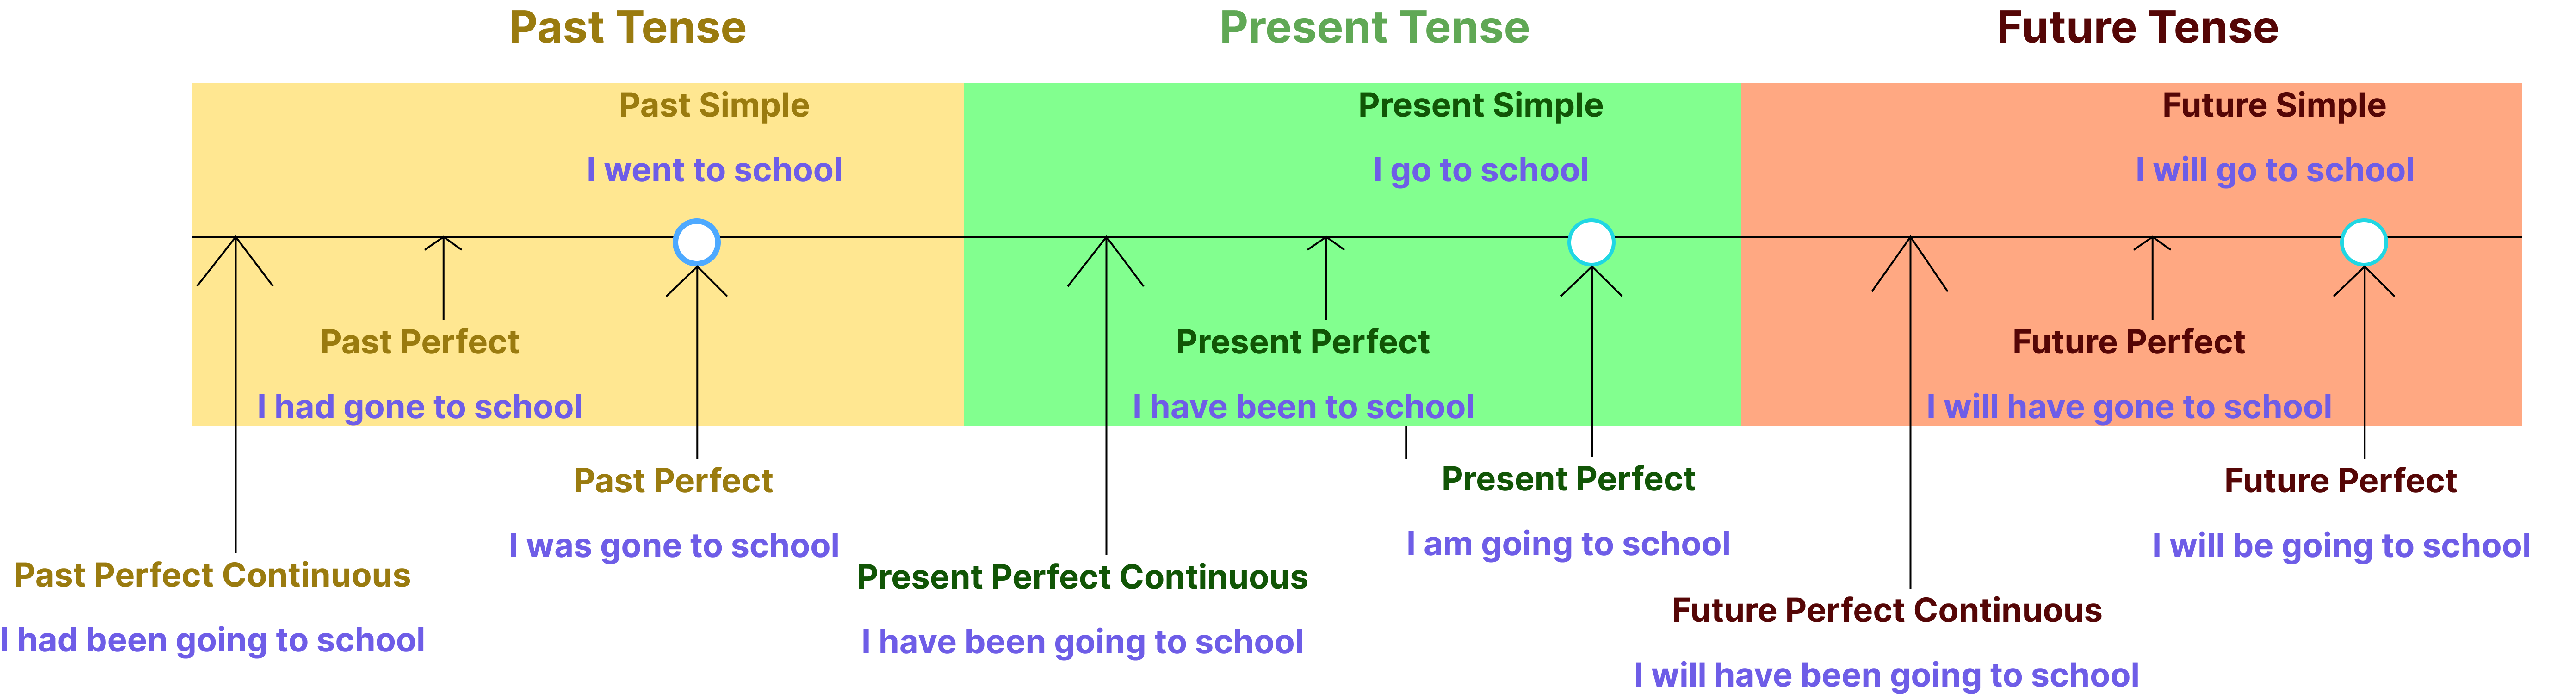 Past Tense
Present Tense
Future Tense
Past Simple
I went to school
Present Simple
I go to school
Future Simple
I will go to school
Past Perfect
I had gone to school
Present Perfect
I have been to school
Future Perfect
I will have gone to school
Past Perfect
I was gone to school
Present Perfect
I am going to school
Future Perfect
I will be going to school
Past Perfect Continuous
I had been going to school
Present Perfect Continuous
I have been going to school
Future Perfect Continuous
I will have been going to school